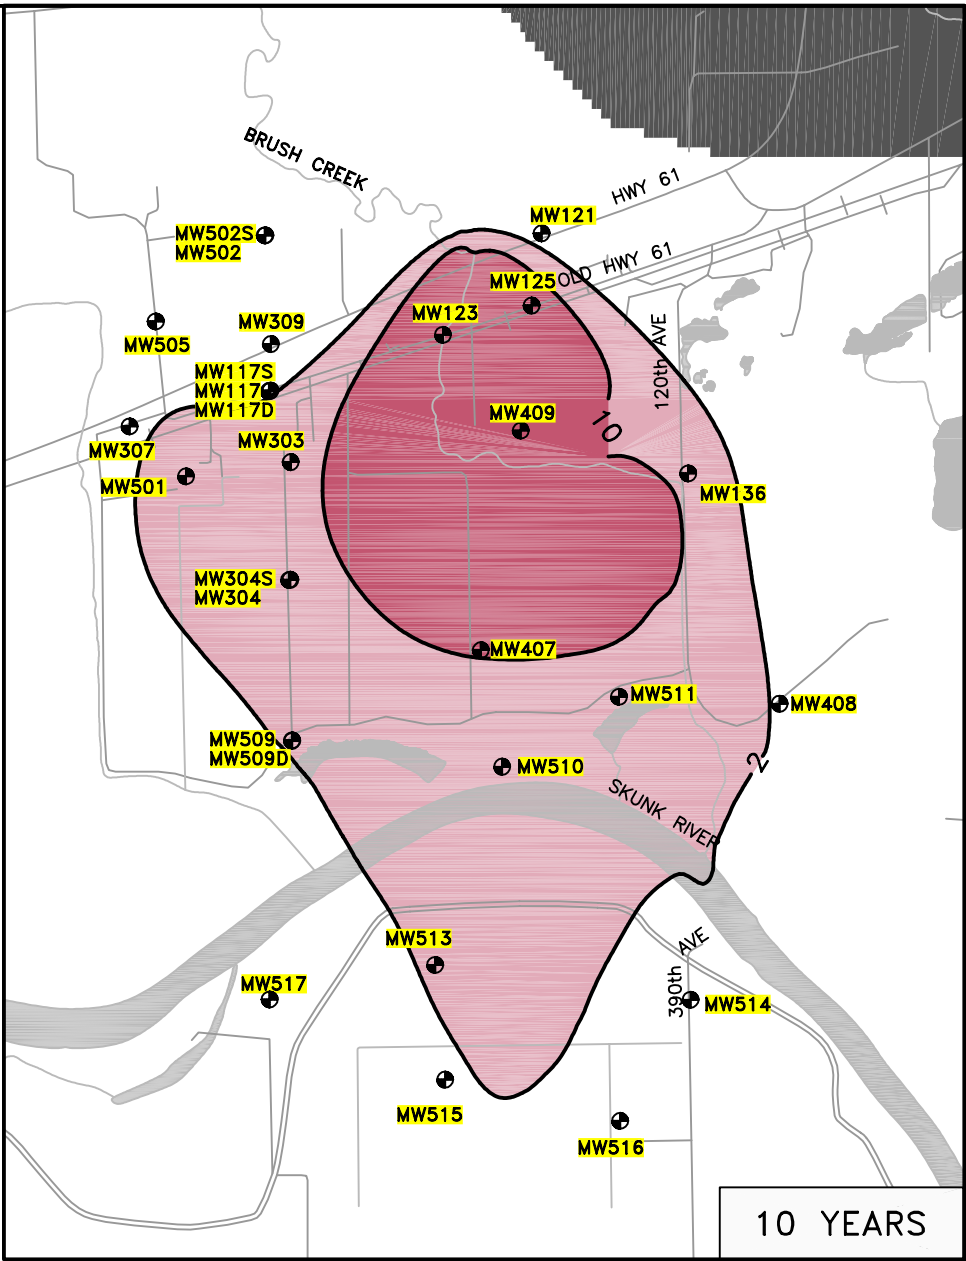 BRUSH CREEK
HWY 61
MW121
MW502S
MW502
OLD HWY 61
MW125
MW123
MW309
MW505
120th AVE
MW117S
MW117
MW117D
MW409
10
MW307
MW303
MW501
MW136
MW304S
MW304
MW407
MW511
MW408
MW509
MW509D
MW510
2
SKUNK RIVER
MW513
390th AVE
MW517
MW514
MW515
MW516
10 YEARS